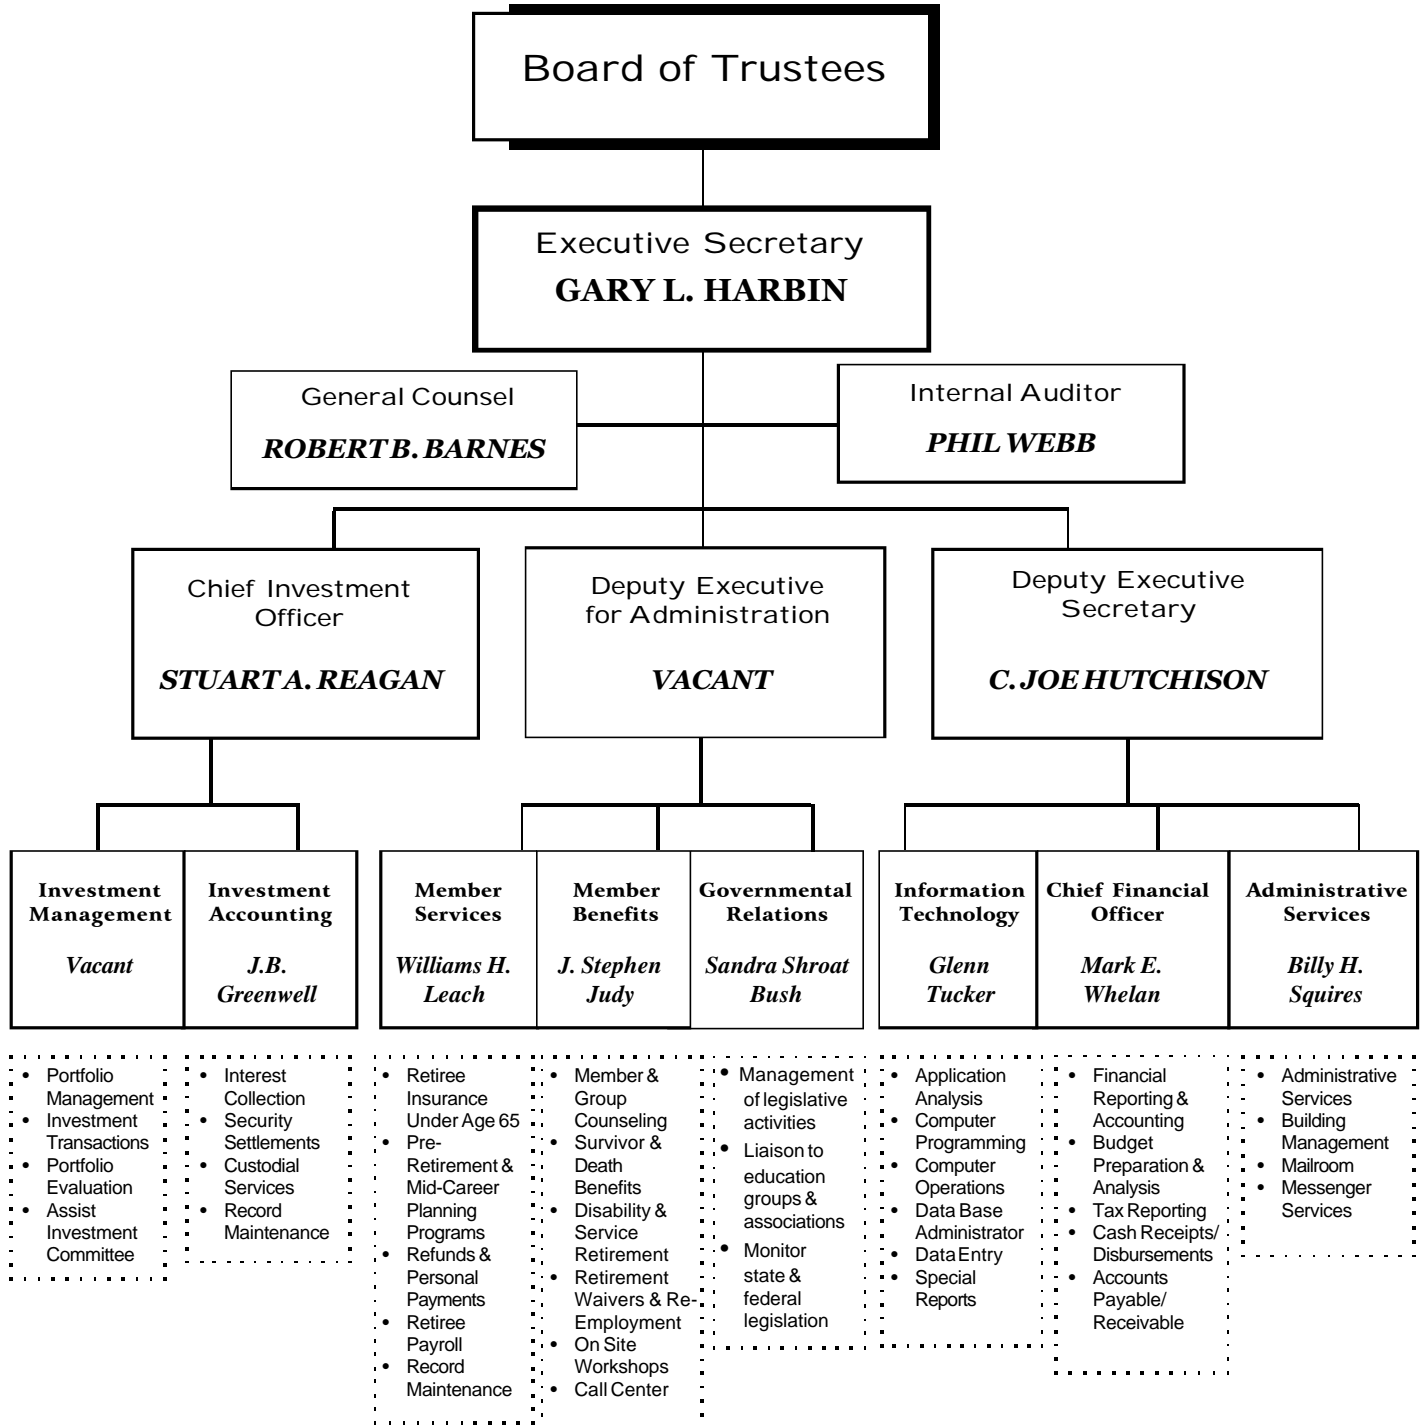 Board of Trustees
Executive Secretary
GARY L. HARBIN
General Counsel
ROBERT B. BARNES
Internal Auditor
PHIL WEBB
Chief Investment
Officer
STUART A. REAGAN
Deputy Executive
for Administration
VACANT
Deputy Executive
Secretary
C. JOE HUTCHISON
Investment
Management
Vacant
Investment
Accounting
J.B.
Greenwell
Member
Services
Williams H.
Leach
Member
Benefits
J. Stephen
Judy
Governmental
Relations
Sandra Shroat
Bush
Information
Technology
Glenn
Tucker
Chief Financial
Officer
Mark E.
Whelan
Administrative
Services
Billy H.
Squires
• Portfolio
Management
• Investment
Transactions
• Portfolio
Evaluation
• Assist
Investment
Committee
• Interest
Collection
• Security
Settlements
• Custodial
Services
• Record
Maintenance
• Retiree
Insurance
Under Age 65
• Pre-
Retirement &
Mid-Career
Planning
Programs
• Refunds &
Personal
Payments
• Retiree
Payroll
• Record
Maintenance
• Member &
Group
Counseling
• Survivor &
Death
Benefits
• Disability &
Service
Retirement
• Retirement
Waivers & Re-
Employment
• On Site
Workshops
• Call Center
• Management
of legislative
activities
• Liaison to
education
groups &
associations
• Monitor
state &
federal
legislation
• Application
Analysis
• Computer
Programming
• Computer
Operations
• Data Base
Administrator
• Data Entry
• Special
Reports
• Financial
Reporting &
Accounting
• Budget
Preparation &
Analysis
• Tax Reporting
• Cash Receipts/
Disbursements
• Accounts
Payable/
Receivable
• Administrative
Services
• Building
Management
• Mailroom
• Messenger
Services